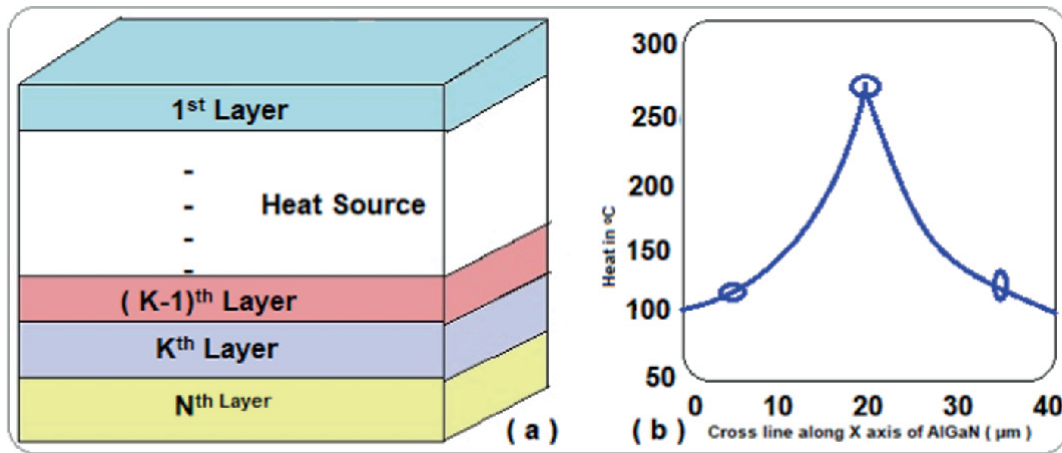 1st Layer
-
-
Heat Source
-
-
( K-1)th Layer
Kth Layer
Nth Layer
( a )
300
250
200
150
100
50
Heat in ºC
0 10 20 30 40
( b )
Cross line along X axis of AlGaN ( μm )